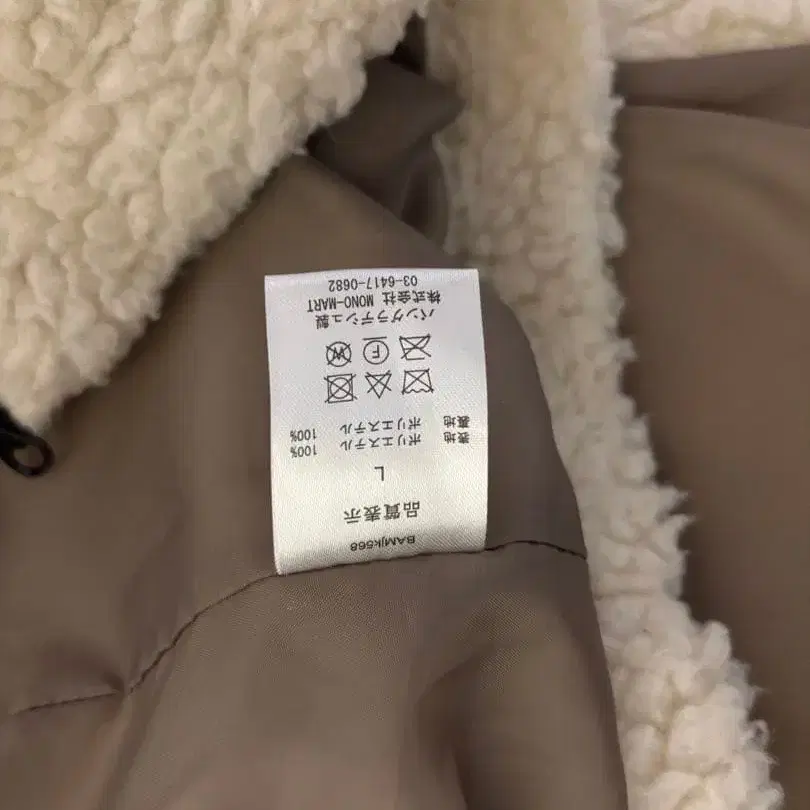 BAMjk568
品質表示
L
表地 ポリエステル 100%
裏地 ポリエステル 100%
F W
バングラデシュ製
株式会社 MONO-MART
03-6417-0682